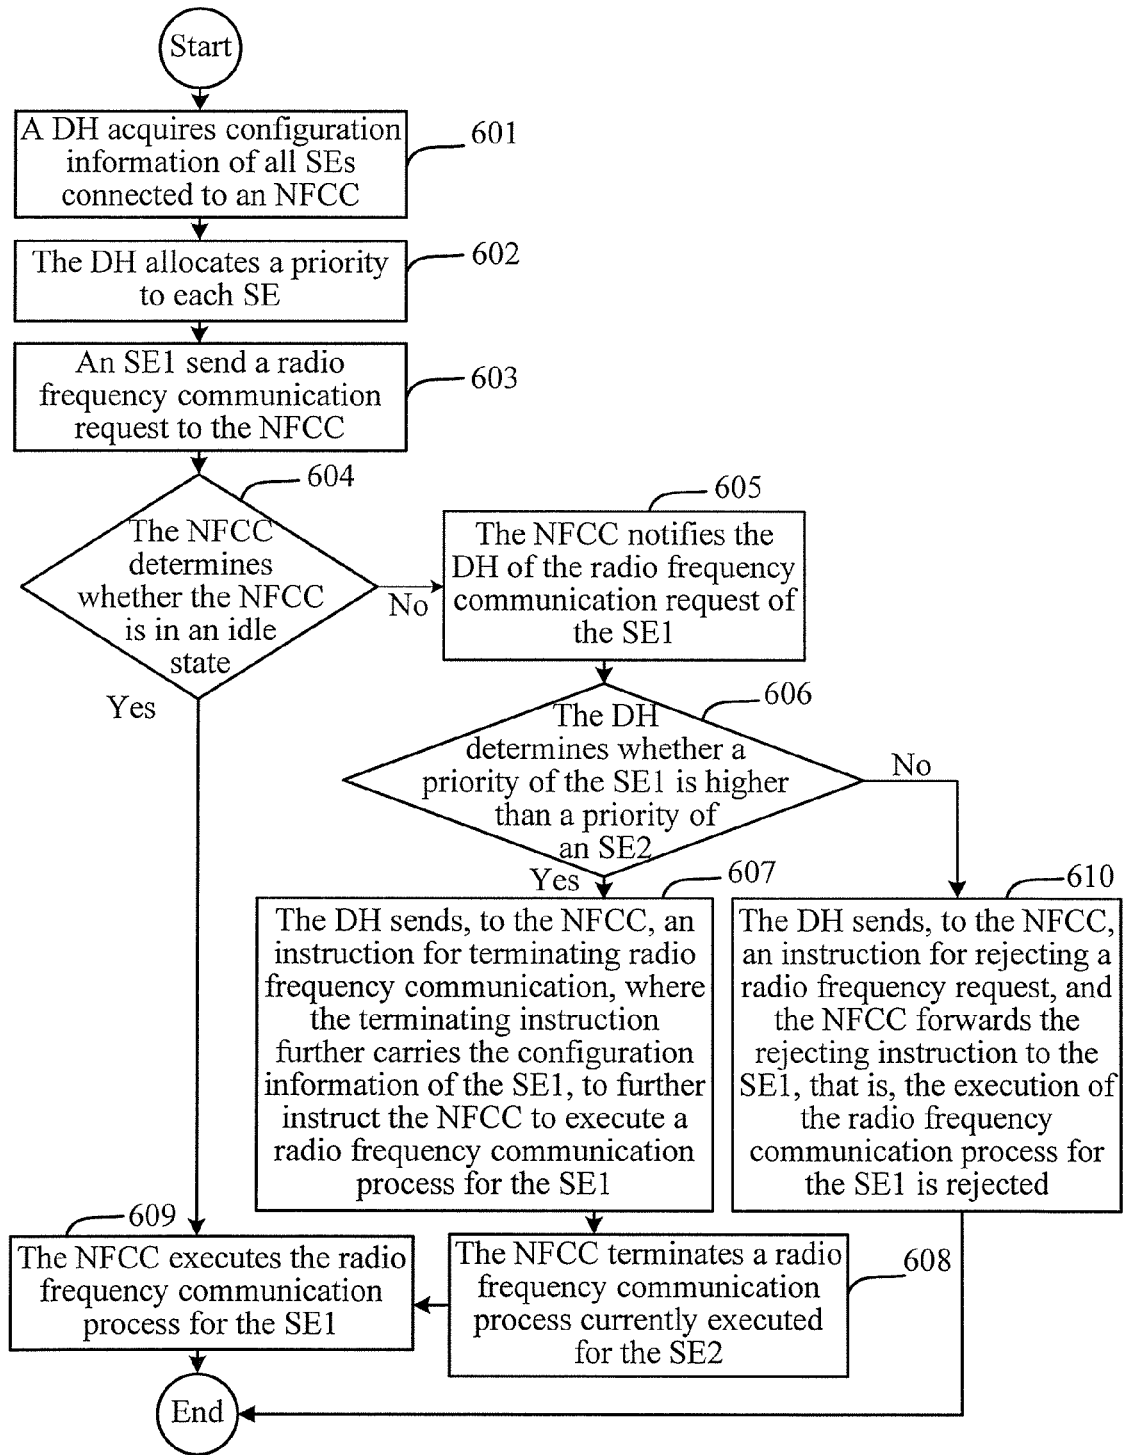 Start
A DH acquires configuration
information of all SEs
connected to an NFCC
601
The DH allocates a priority
to each SE
602
An SE1 send a radio
frequency communication
request to the NFCC
603
604
The NFCC
determines
whether the NFCC
is in an idle
state
No
Yes
605
The NFCC notifies the
DH of the radio frequency
communication request of
the SE1
606
The DH
determines whether a
priority of the SE1 is higher
than a priority of
an SE2
No
Yes
607
The DH sends, to the NFCC, an
instruction for terminating radio
frequency communication, where
the terminating instruction
further carries the configuration
information of the SE1, to further
instruct the NFCC to execute a
radio frequency communication
process for the SE1
610
The DH sends, to the NFCC,
an instruction for rejecting a
radio frequency request, and
the NFCC forwards the
rejecting instruction to the
SE1, that is, the execution of
the radio frequency
communication process for
the SE1 is rejected
609
The NFCC executes the radio
frequency communication
process for the SE1
The NFCC terminates a radio
frequency communication
process currently executed
for the SE2
608
End